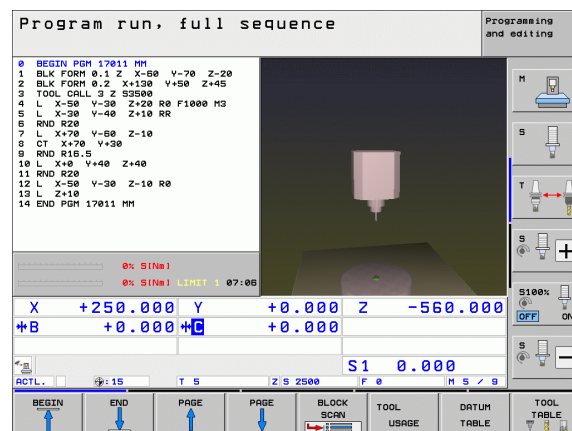 Program run, full sequence
Programming
and editing
0 BEGIN PGM 17011 MM
1 BLK FORM 0.1 Z X-60 Y-70 Z-20
2 BLK FORM 0.2 X+130 Y+50 Z+45
3 TOOL CALL 3 Z S3500
4 L X-50 Y-30 Z+20 R0 F1000 M3
5 L X-30 Y-40 Z+10 RR
6 RND R20
7 L X+70 Y-60 Z-10
8 CT X+70 Y+30
9 RND R16.5
10 L X+0 Y+40 Z+40
11 RND R20
12 L X-50 Y-30 Z-10 R0
13 L Z+10
14 END PGM 17011 MM
0% S[Nm]
0% S[Nm] LIMIT 1 07:06
X +250.000 Y +0.000 Z -560.000
B +0.000 C +0.000
S1 0.000
ACTL. : 15 T 5 Z S 2500 F 0 M 5 / 9
M
S
T
S
S100%
OFF ON
S
BEGIN
END
PAGE
PAGE
BLOCK
SCAN
TOOL
USAGE
DATUM
TABLE
TOOL
TABLE